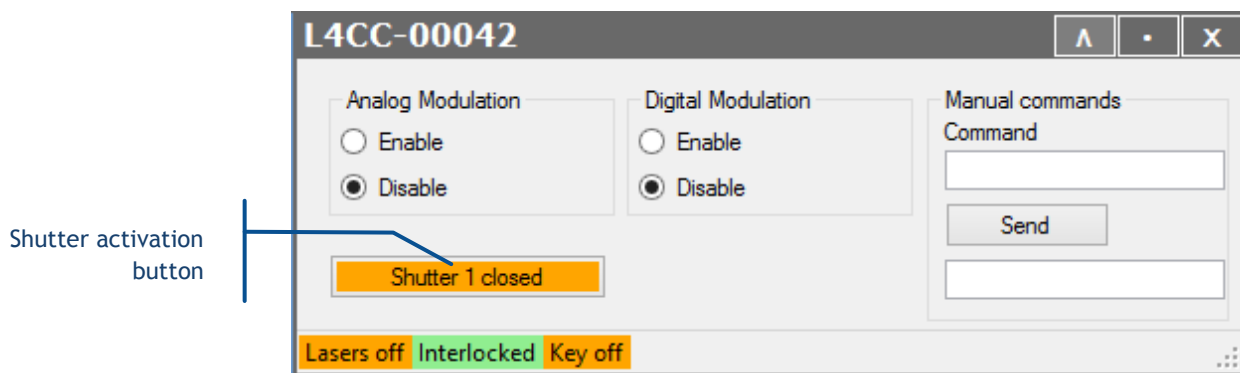 L4CC-00042
Λ • X
Analog Modulation
Enable
Disable
Digital Modulation
Enable
Disable
Manual commands
Command
Send
Shutter activation
button
Shutter 1 closed
Lasers off Interlocked Key off